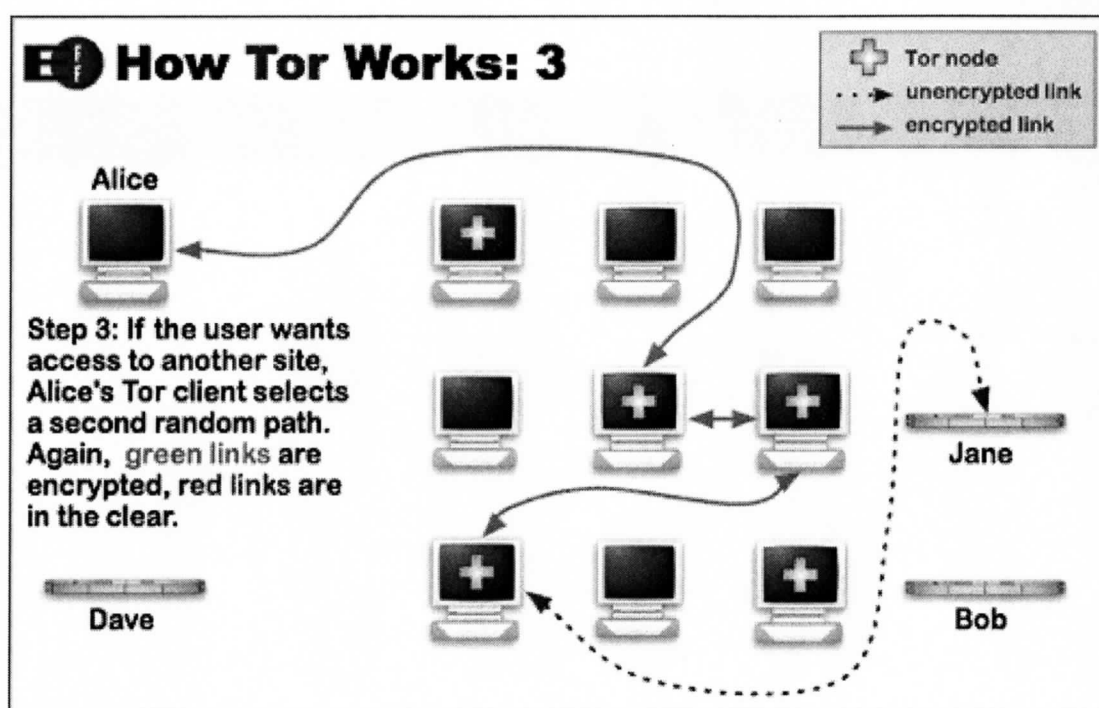 EFF How Tor Works: 3
Tor node
unencrypted link
encrypted link
Alice
Step 3: If the user wants
access to another site,
Alice's Tor client selects
a second random path.
Again, green links are
encrypted, red links are
in the clear.
Jane
Dave
Bob